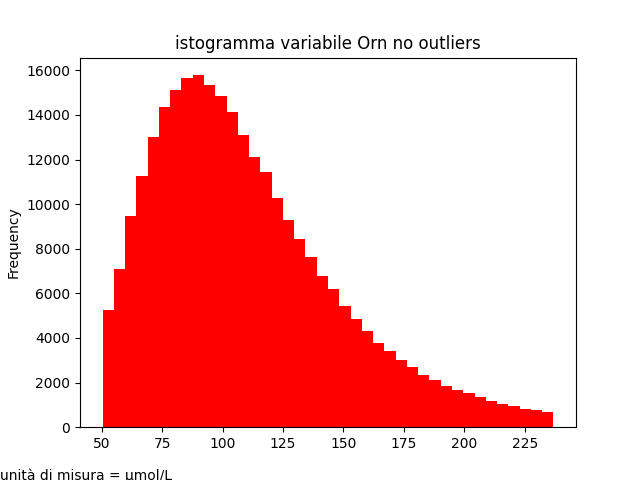 istogramma variabile Orn no outliers
Frequency
16000
14000
12000
10000
8000
6000
4000
2000
0
50 75 100 125 150 175 200 225
unità di misura = μmol/L